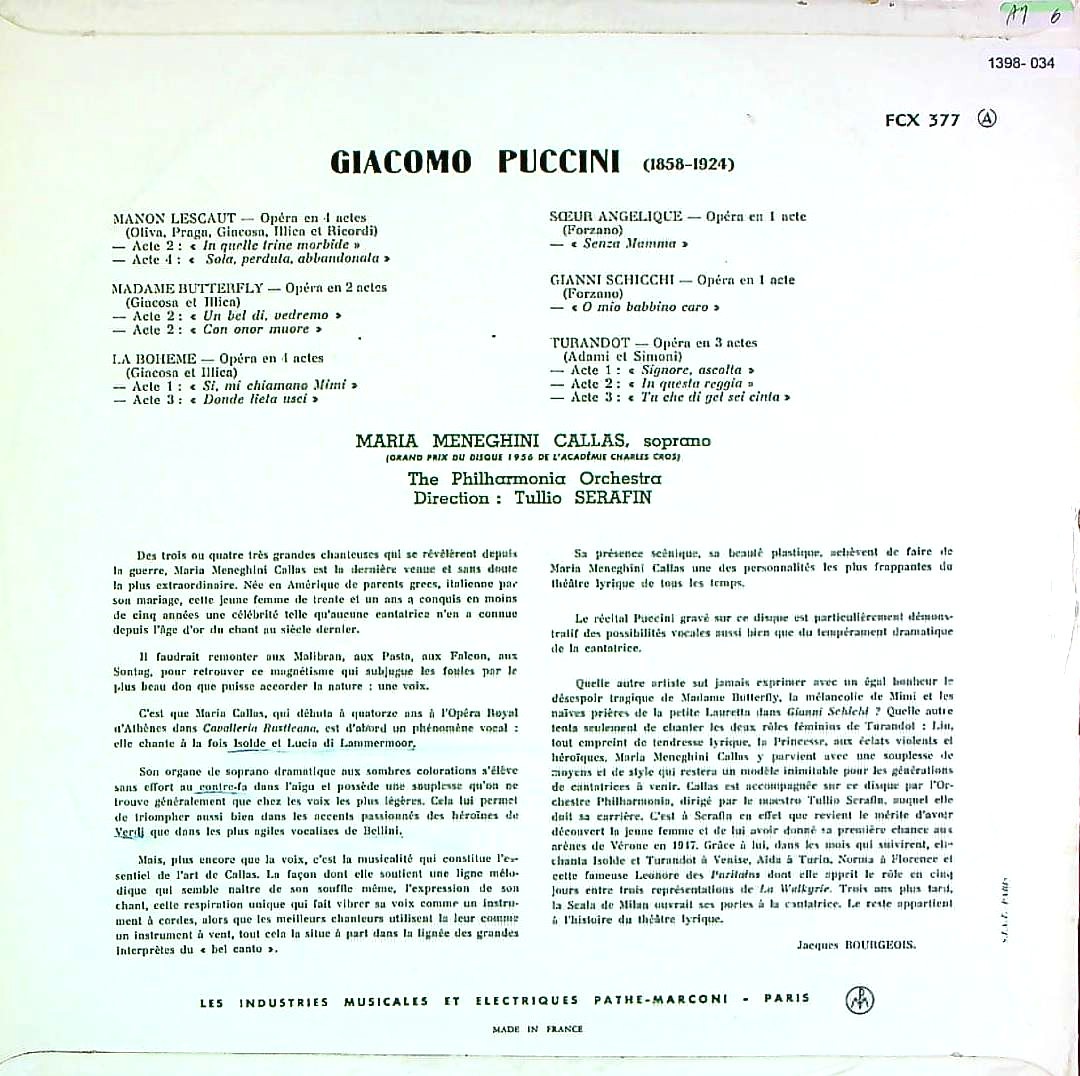 A1 6
1398- 034
FCX 377 Ⓐ
GIACOMO PUCCINI (1858-1924)
MANON LESCAUT — Opéra en 4 actes
(Oliva, Praga, Giacosa, Illica et Ricordi)
— Acte 2 : « In quelle trine morbide »
— Acte 4 : « Sola, perduta, abbandonata »
MADAME BUTTERFLY — Opéra en 2 actes
(Giacosa et Illica)
— Acte 2 : « Un bel di, vedremo »
— Acte 2 : « Con onor muore »
LA BOHEME — Opéra en 4 actes
(Giacosa et Illica)
— Acte 1 : « Si, mi chiamano Mimi »
— Acte 3 : « Donde lieta usci »
SŒUR ANGELIQUE — Opéra en 1 acte
(Forzano)
— « Senza Mamma »
GIANNI SCHICCHI — Opéra en 1 acte
(Forzano)
— « O mio babbino caro »
TURANDOT — Opéra en 3 actes
(Adami et Simoni)
— Acte 1 : « Signore, ascolta »
— Acte 2 : « In questa reggia »
— Acte 3 : « Tu che di gel sei cinta »
MARIA MENEGHINI CALLAS, soprano
(GRAND PRIX DU DISQUE 1956 DE L'ACADÉMIE CHARLES CROS)
The Philharmonia Orchestra
Direction : Tullio SERAFIN
Des trois ou quatre très grandes chanteuses qui se révélèrent depuis
la guerre, Maria Meneghini Callas est la dernière venue et sans doute
la plus extraordinaire. Née en Amérique de parents grecs, italienne par
son mariage, cette jeune femme de trente et un ans a conquis en moins
de cinq années une célébrité telle qu'aucune cantatrice n'en a connue
depuis l'âge d'or du chant au siècle dernier.
Il faudrait remonter aux Malibran, aux Pasta, aux Falcon, aux
Sontag, pour retrouver ce magnétisme qui subjugue les foules par le
plus beau don que puisse accorder la nature : une voix.
C'est que Maria Callas, qui débuta à quatorze ans à l'Opéra Royal
d'Athènes dans Cavalleria Rusticana, est d'abord un phénomène vocal :
elle chante à la fois Isolde et Lucia di Lammermoor.
Son organe de soprano dramatique aux sombres colorations s'élève
sans effort au contre-fa dans l'aigu et possède une souplesse qu'on ne
trouve généralement que chez les voix les plus légères. Cela lui permet
de triompher aussi bien dans les accents passionnés des héroïnes de
Verdi que dans les plus agiles vocalises de Bellini.
Mais, plus encore que la voix, c'est la musicalité qui constitue l'es-
sentiel de l'art de Callas. La façon dont elle soutient une ligne mélo-
dique qui semble naître de son souffle même, l'expression de son
chant, cette respiration unique qui fait vibrer sa voix comme un instru-
ment à cordes, alors que les meilleurs chanteurs utilisent la leur comme
un instrument à vent, tout cela la situe à part dans la lignée des grandes
interprètes du « bel canto ».
Sa présence scénique, sa beauté plastique, achèvent de faire de
Maria Meneghini Callas une des personnalités les plus frappantes du
théâtre lyrique de tous les temps.
Le récital Puccini gravé sur ce disque est particulièrement démons-
tratif des possibilités vocales aussi bien que du tempérament dramatique
de la cantatrice.
Quelle autre artiste sut jamais exprimer avec un égal bonheur le
désespoir tragique de Madame Butterfly, la mélancolie de Mimi et les
naïves prières de la petite Lauretta dans Gianni Schichi ? Quelle autre
tenta seulement de chanter les deux rôles féminins de Turandot : Liu,
tout empreint de tendresse lyrique, la Princesse, aux éclats violents et
héroïques. Maria Meneghini Callas y parvient avec une souplesse de
moyens et de style qui restera un modèle inimitable pour les générations
de cantatrices à venir. Callas est accompagnée sur ce disque par l'Or-
chestre Philharmonia, dirigé par le maestro Tullio Serafin, auquel elle
doit sa carrière. C'est à Serafin en effet que revient le mérite d'avoir
découvert la jeune femme et de lui avoir donné sa première chance aux
arènes de Vérone en 1947. Grâce à lui, dans les mois qui suivirent, elle
chanta Isolde et Turandot à Venise, Aïda à Turin, Norma à Florence et
cette fameuse Leonore des Puritains dont elle apprit le rôle en cinq
jours entre trois représentations de La Walkyrie. Trois ans plus tard,
la Scala de Milan ouvrait ses portes à la cantatrice. Le reste appartient
à l'histoire du théâtre lyrique.
Jacques BOURGEOIS.
LES INDUSTRIES MUSICALES ET ELECTRIQUES PATHE-MARCONI - PARIS
MADE IN FRANCE